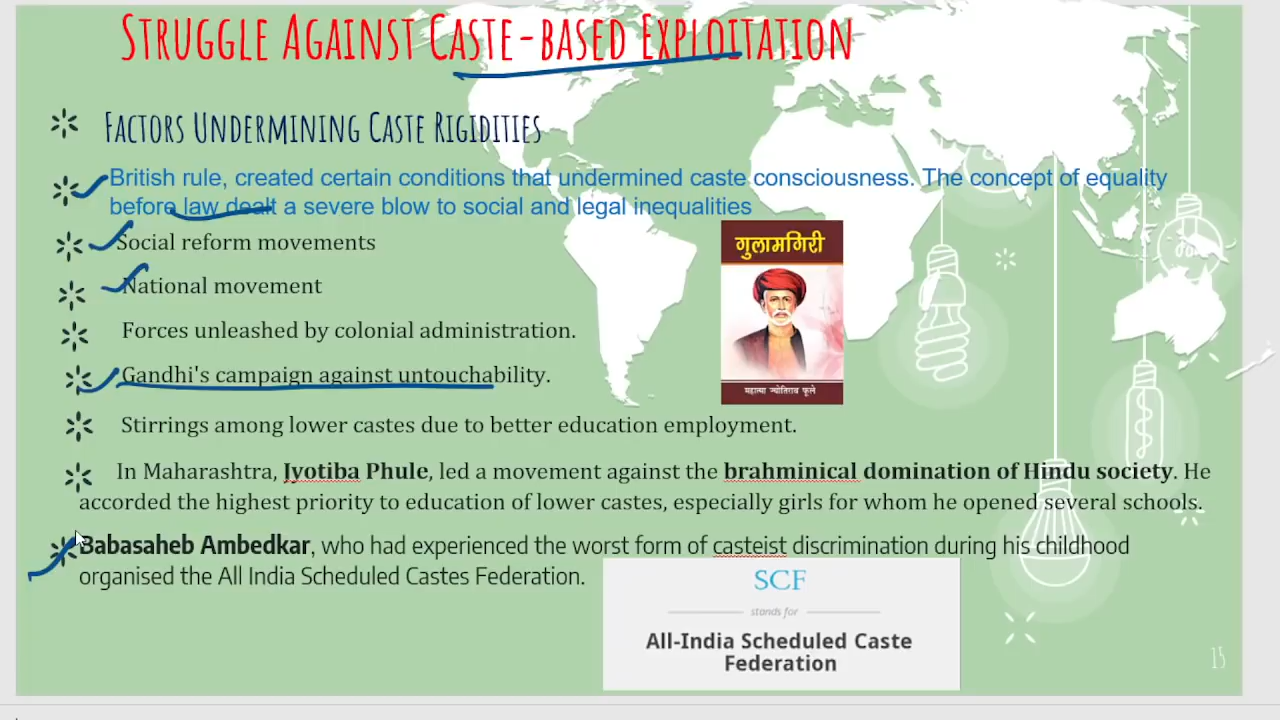 STRUGGLE AGAINST CASTE-BASED EXPLOITATION
FACTORS UNDERMINING CASTE RIGIDITIES
British rule, created certain conditions that undermined caste consciousness. The concept of equality
before law dealt a severe blow to social and legal inequalities
Social reform movements
National movement
Forces unleashed by colonial administration.
Gandhi's campaign against untouchability.
Stirrings among lower castes due to better education employment.
In Maharashtra, Jyotiba Phule, led a movement against the brahminical domination of Hindu society. He
accorded the highest priority to education of lower castes, especially girls for whom he opened several schools.
Babasaheb Ambedkar, who had experienced the worst form of casteist discrimination during his childhood
organised the All India Scheduled Castes Federation.
गुलामगिरी
महात्मा ज्योतिराव फूले
SCF
stands for
All-India Scheduled Caste
Federation
15